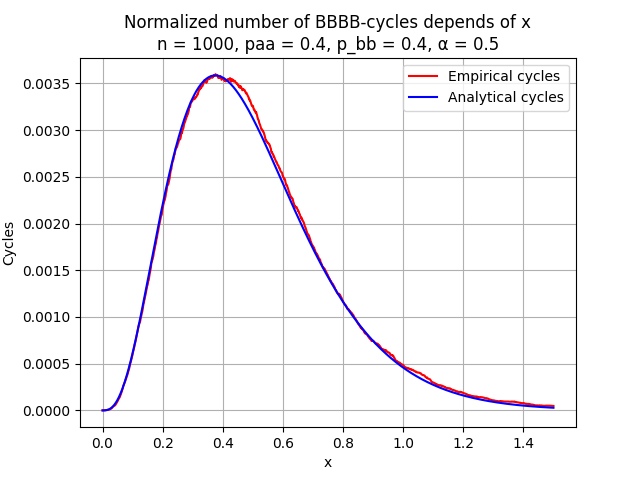 Normalized number of BBBB-cycles depends of x
n = 1000, paa = 0.4, p_bb = 0.4, α = 0.5
Empirical cycles
Analytical cycles
0.0035
0.0030
0.0025
0.0020
0.0015
0.0010
0.0005
0.0000
Cycles
0.0 0.2 0.4 0.6 0.8 1.0 1.2 1.4
x